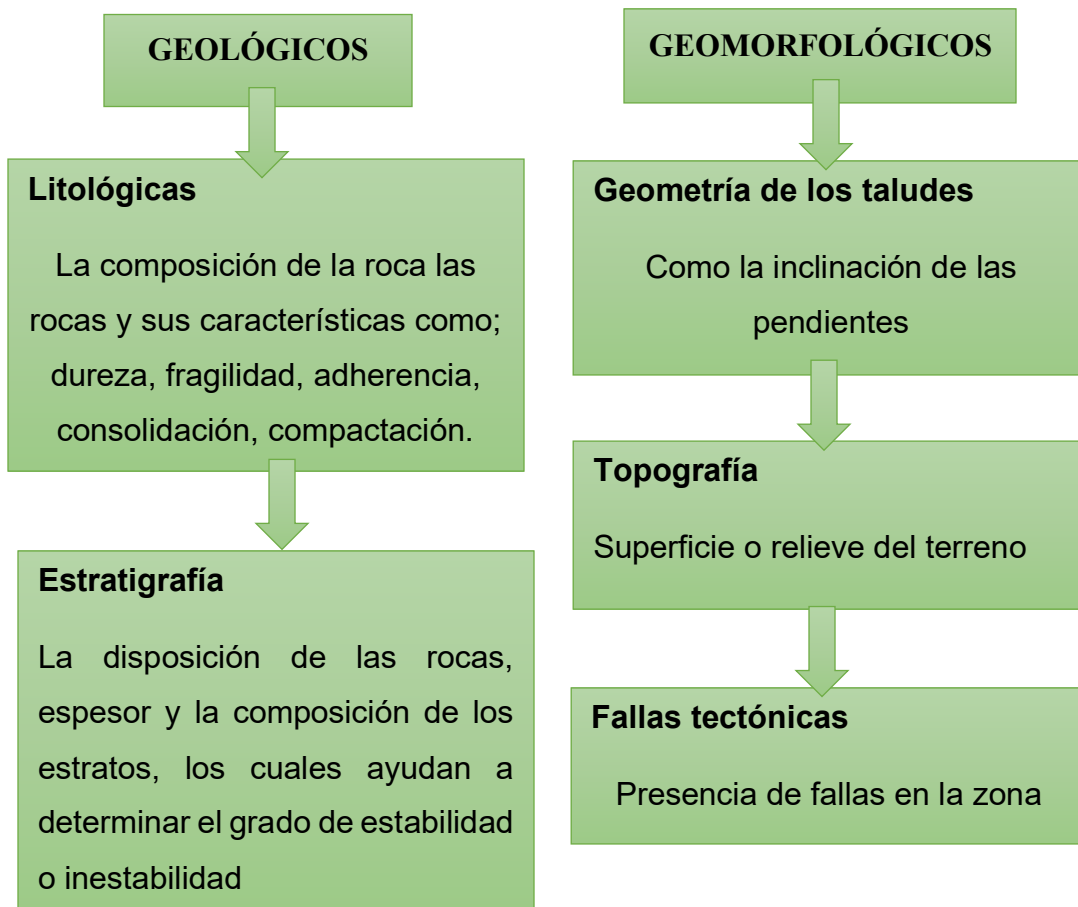 GEOLÓGICOS
Litológicas
La composición de la roca las
rocas y sus características como;
dureza, fragilidad, adherencia,
consolidación, compactación.
Estratigrafía
La disposición de las rocas,
espesor y la composición de los
estratos, los cuales ayudan a
determinar el grado de estabilidad
o inestabilidad
GEOMORFOLÓGICOS
Geometría de los taludes
Como la inclinación de las
pendientes
Topografía
Superficie o relieve del terreno
Fallas tectónicas
Presencia de fallas en la zona